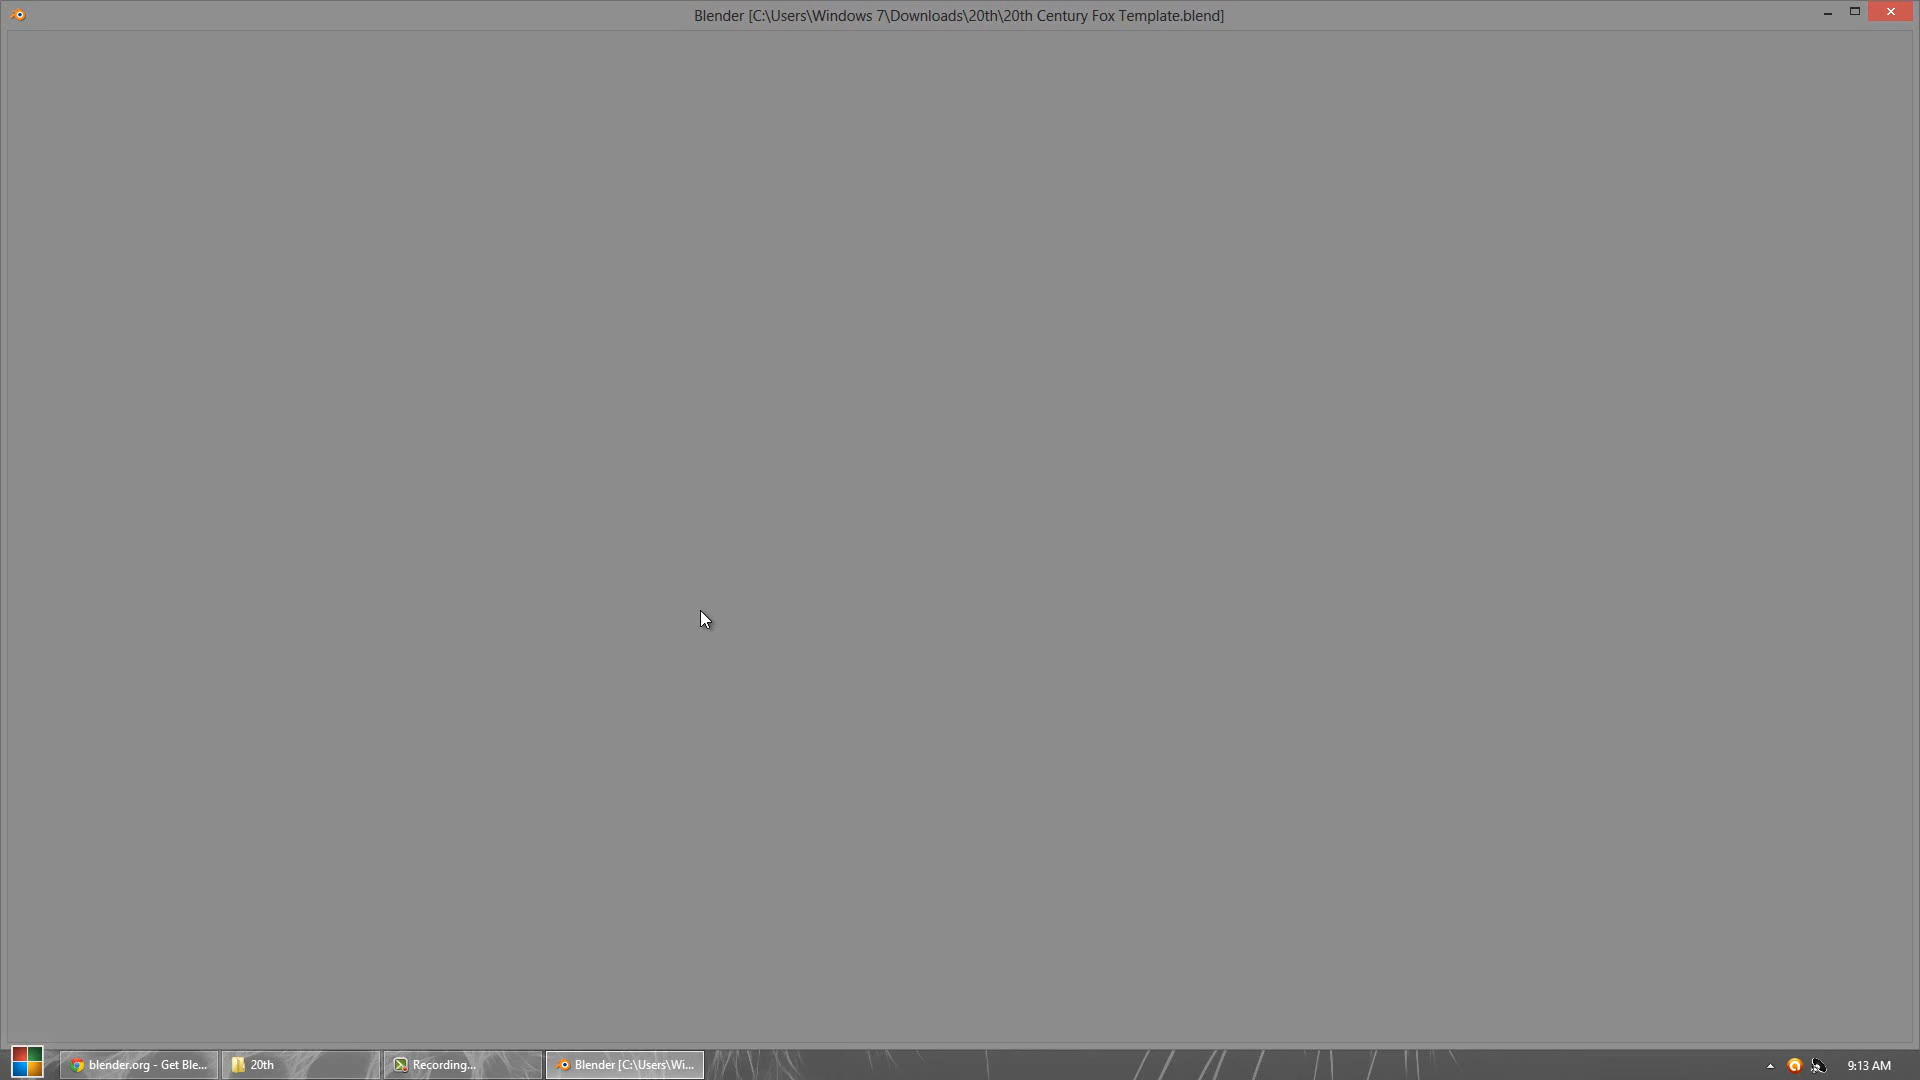 Blender [C:\Users\Windows 7\Downloads\20th\20th Century Fox Template.blend]
blender.org - Get Ble...
20th
Recording...
Blender [C:\Users\Wi...
9:13 AM